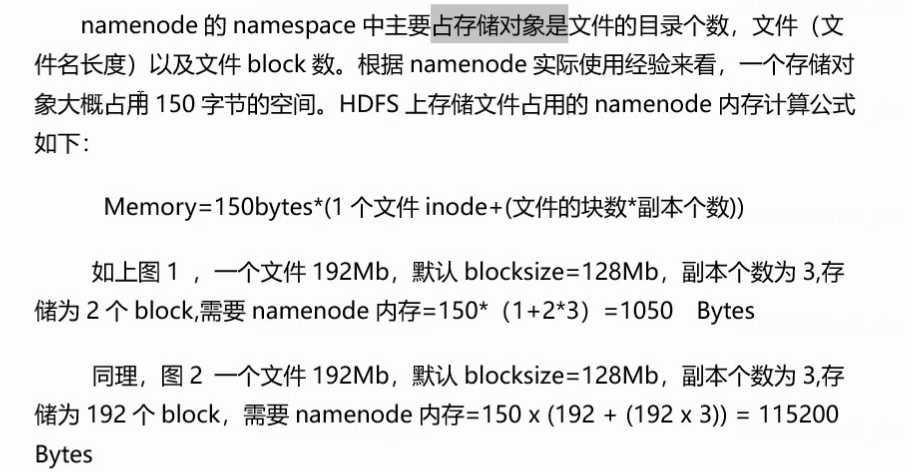 namenode 的 namespace 中主要占存储对象是文件的目录个数，文件（文
件名长度）以及文件 block 数。根据 namenode 实际使用经验来看，一个存储对
象大概占用 150 字节的空间。HDFS 上存储文件占用的 namenode 内存计算公式
如下：
Memory=150bytes*(1 个文件 inode+(文件的块数*副本个数))
如上图 1 ，一个文件 192Mb，默认 blocksize=128Mb，副本个数为 3,存
储为 2 个 block,需要 namenode 内存=150*（1+2*3）=1050 Bytes
同理，图 2 一个文件 192Mb，默认 blocksize=128Mb，副本个数为 3,存
储为 192 个 block，需要 namenode 内存=150 x (192 + (192 x 3)) = 115200
Bytes